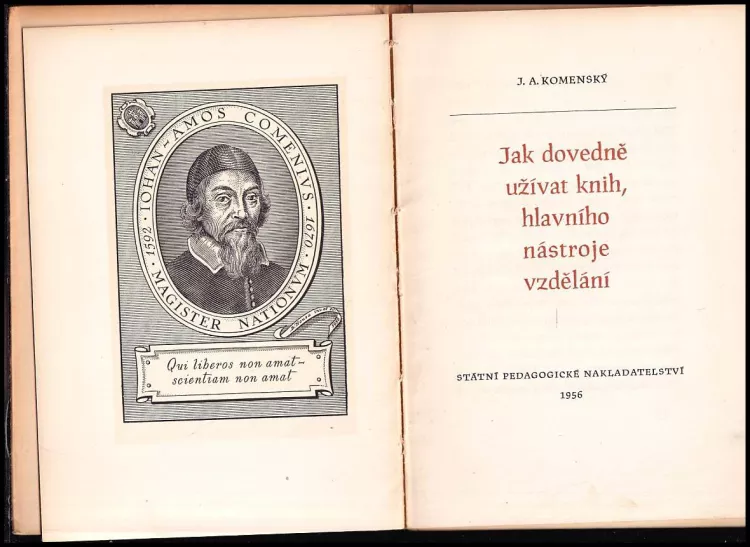 IOHAN~AMOS COMENIVS · 1670 ·
MAGISTER NATIONVM · 1592 ·
Qui liberos non amat-
scientiam non amat
J. A. KOMENSKÝ
Jak dovedně
užívat knih,
hlavního
nástroje
vzdělání
STÁTNÍ PEDAGOGICKÉ NAKLADATELSTVÍ
1956